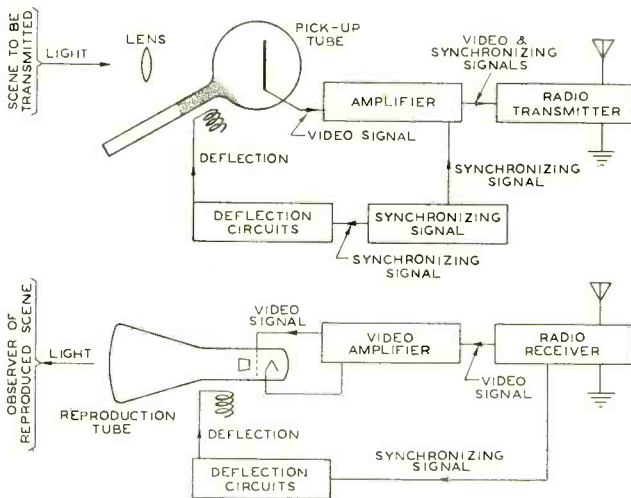 SCENE TO BE
TRANSMITTED
LIGHT
LENS
PICK-UP
TUBE
VIDEO SIGNAL
AMPLIFIER
VIDEO &
SYNCHRONIZING
SIGNALS
RADIO
TRANSMITTER
DEFLECTION
SYNCHRONIZING
SIGNAL
DEFLECTION
CIRCUITS
SYNCHRONIZING
SIGNAL
SYNCHRONIZING
SIGNAL
OBSERVER OF
REPRODUCED SCENE
LIGHT
REPRODUCTION
TUBE
VIDEO
SIGNAL
VIDEO
AMPLIFIER
VIDEO
SIGNAL
RADIO
RECEIVER
DEFLECTION
SYNCHRONIZING
SIGNAL
DEFLECTION
CIRCUITS